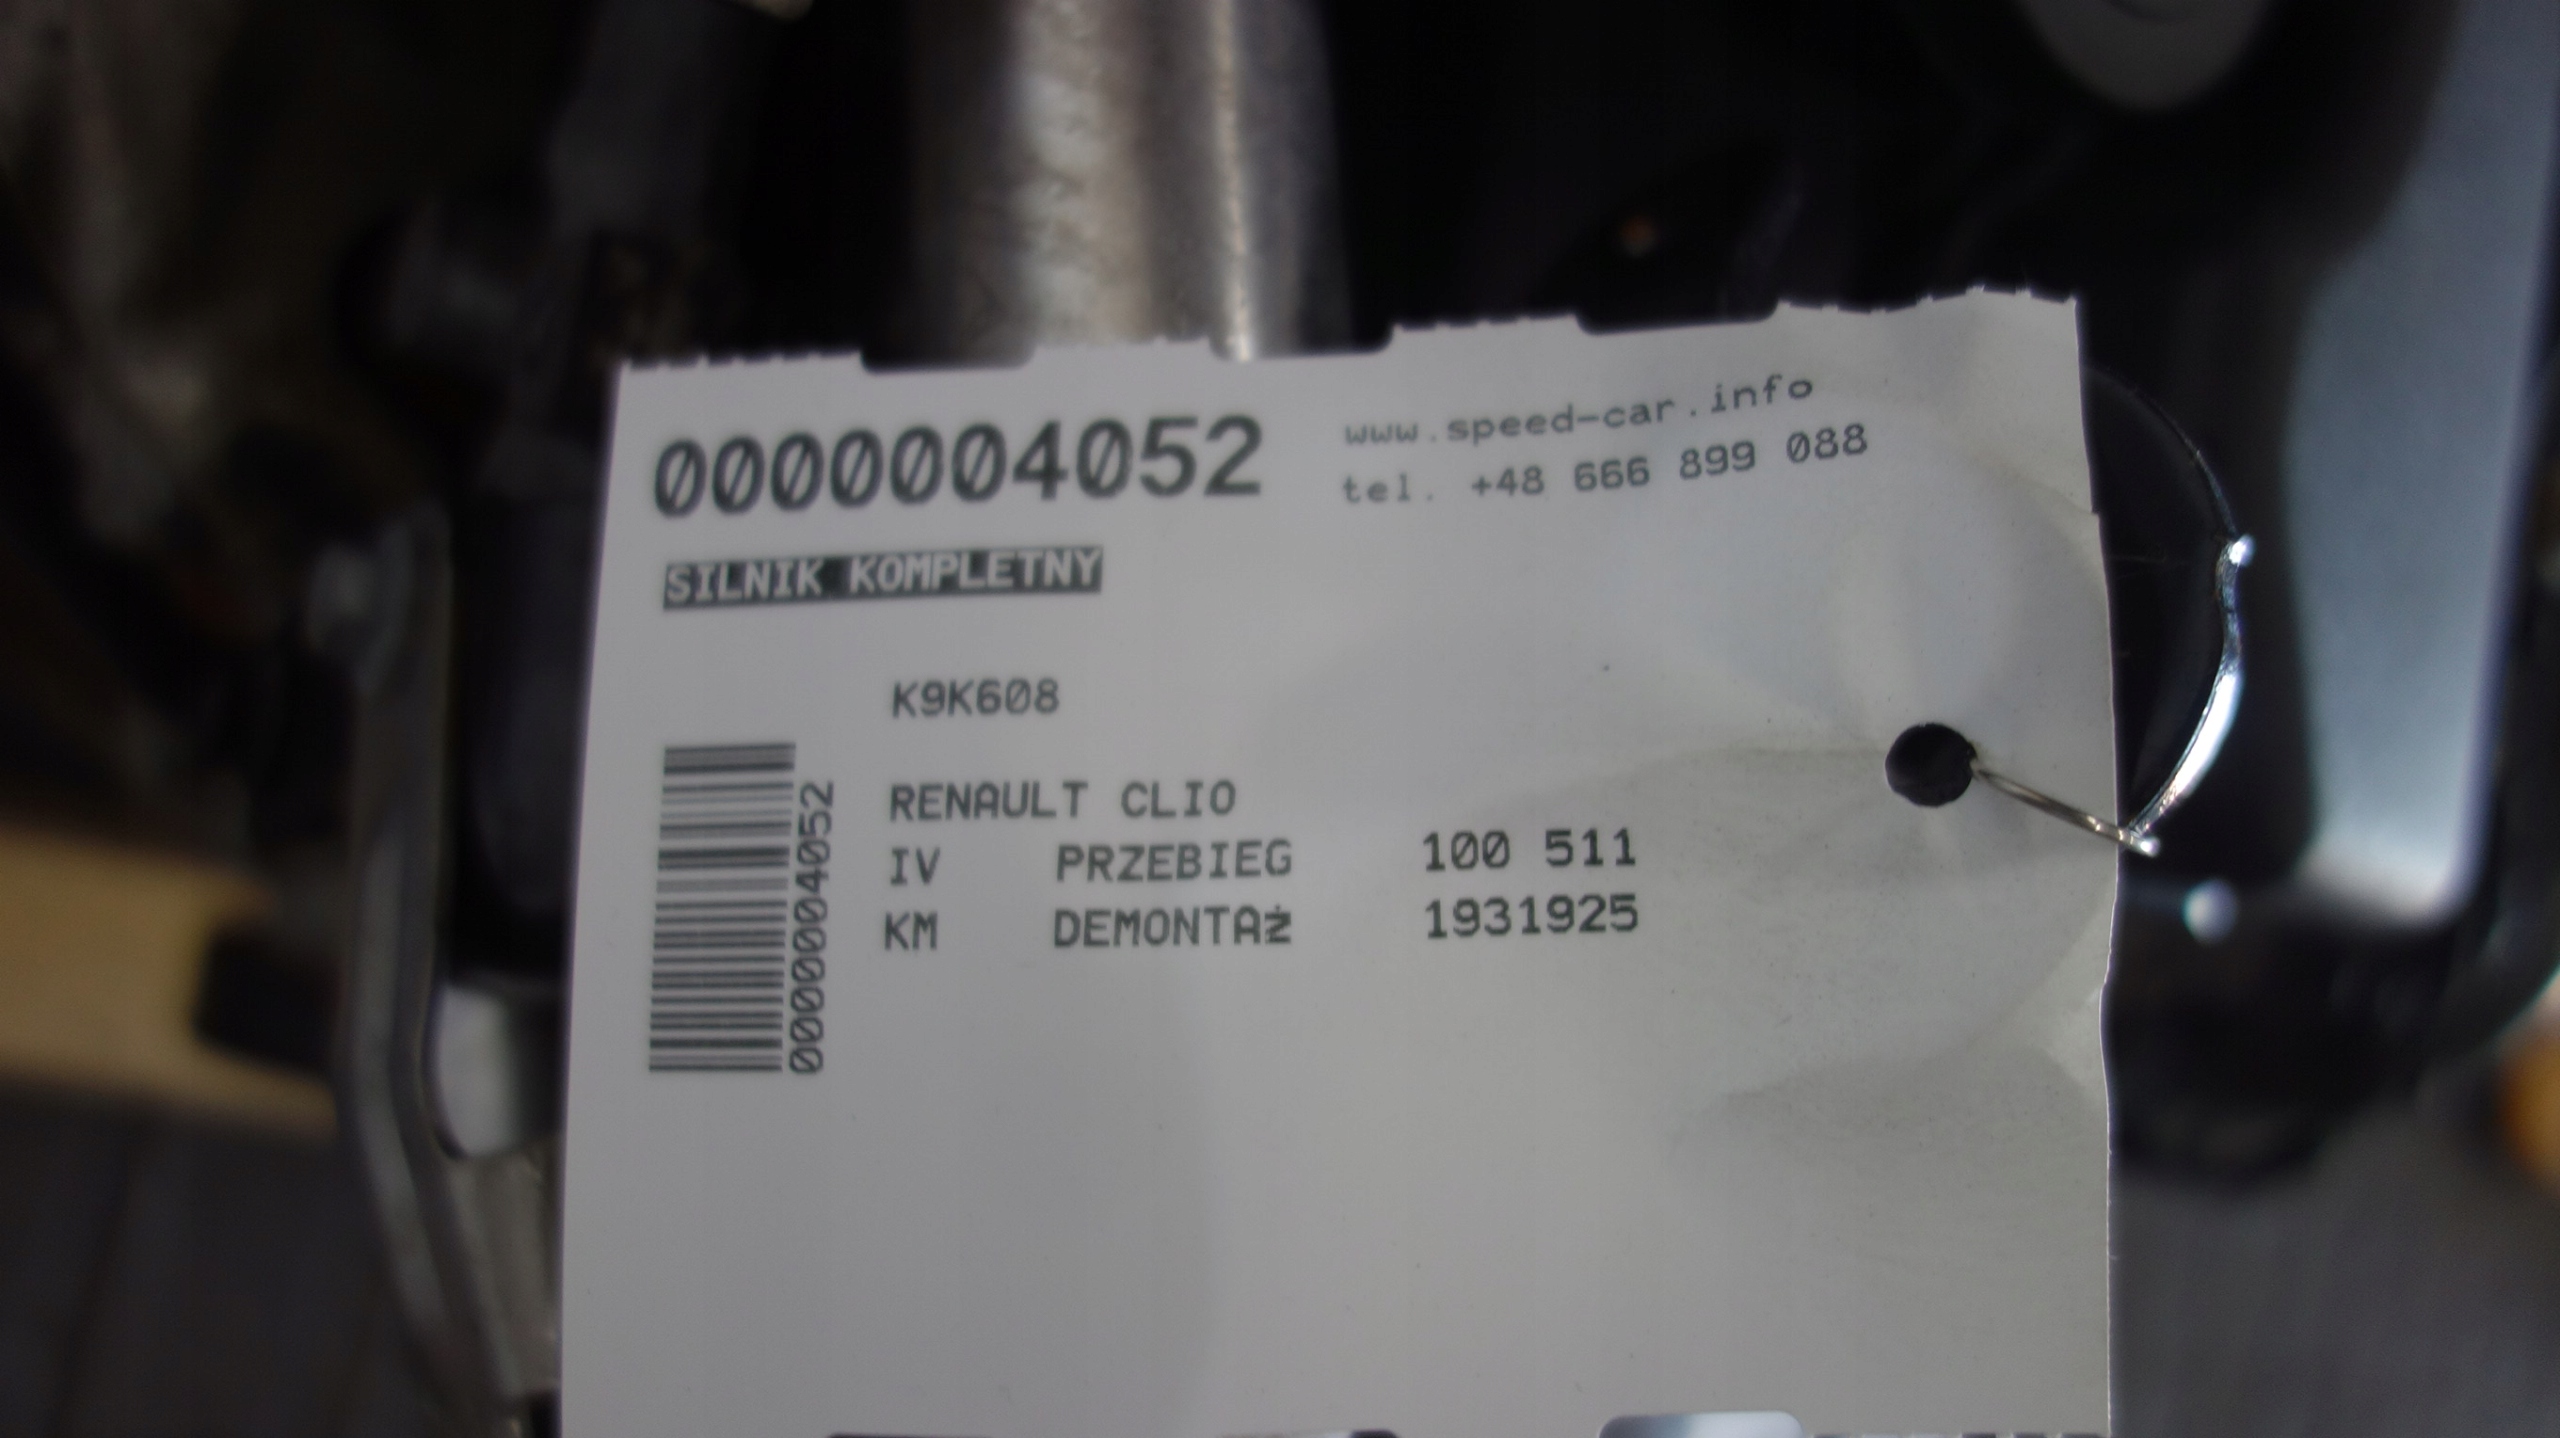 0000004052
www.speed-car.info
tel. +48 666 899 088
SILNIK KOMPLETNY
K9K608
0000004052
RENAULT CLIO
IV PRZEBIEG 100 511
KM DEMONTAŻ 1931925